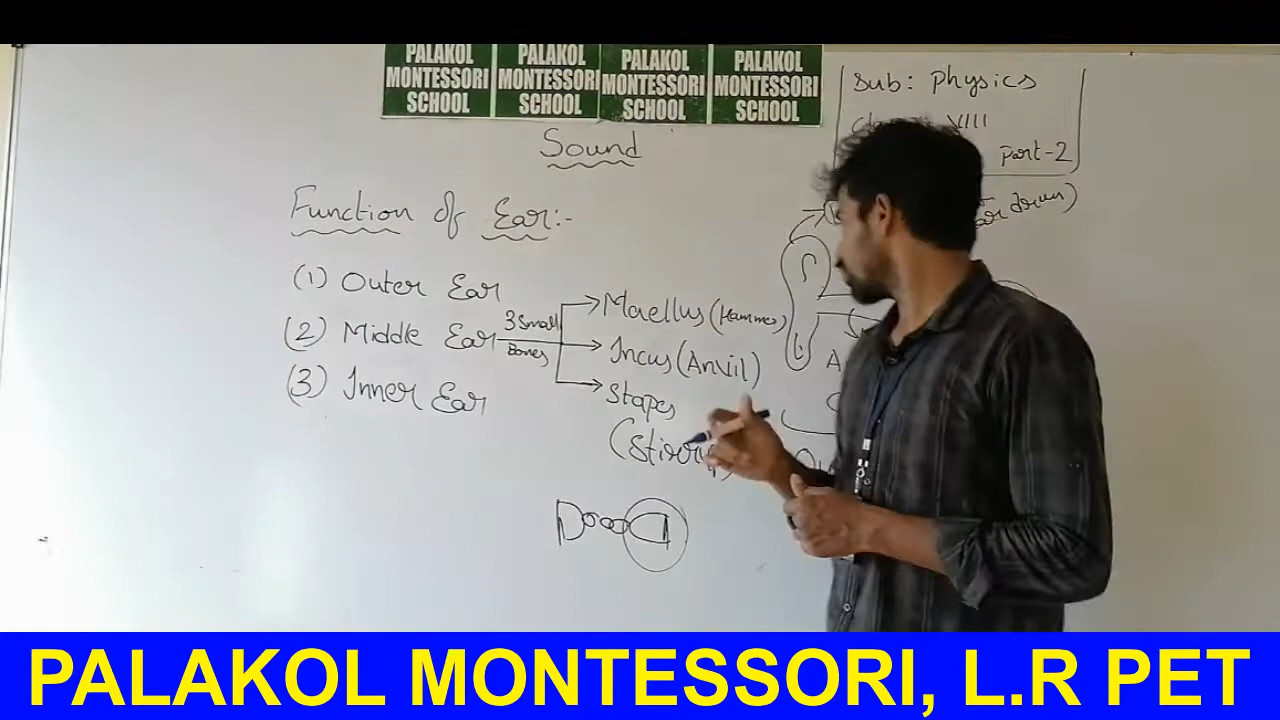 PALAKOL MONTESSORI SCHOOL
PALAKOL MONTESSORI SCHOOL
PALAKOL MONTESSORI SCHOOL
PALAKOL MONTESSORI SCHOOL
Sub: Physics
VIII
part-2
Sound
Function of Ear:-
(1) Outer Ear
(2) Middle Ear
3 Small Bones
Maellus (Hammer)
Incus (Anvil)
Stapes
(3) Inner Ear
drum)
PALAKOL MONTESSORI, L.R PET